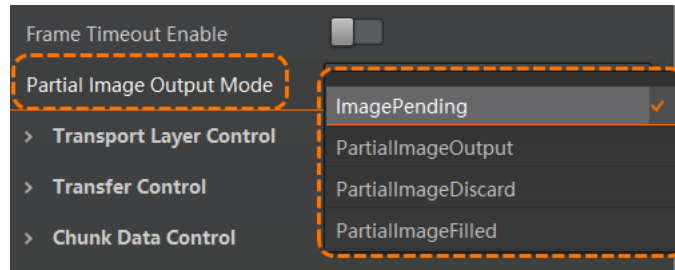 Frame Timeout Enable
Partial Image Output Mode
ImagePending
> Transport Layer Control
PartialImageOutput
> Transfer Control
PartialImageDiscard
> Chunk Data Control
PartialImageFilled